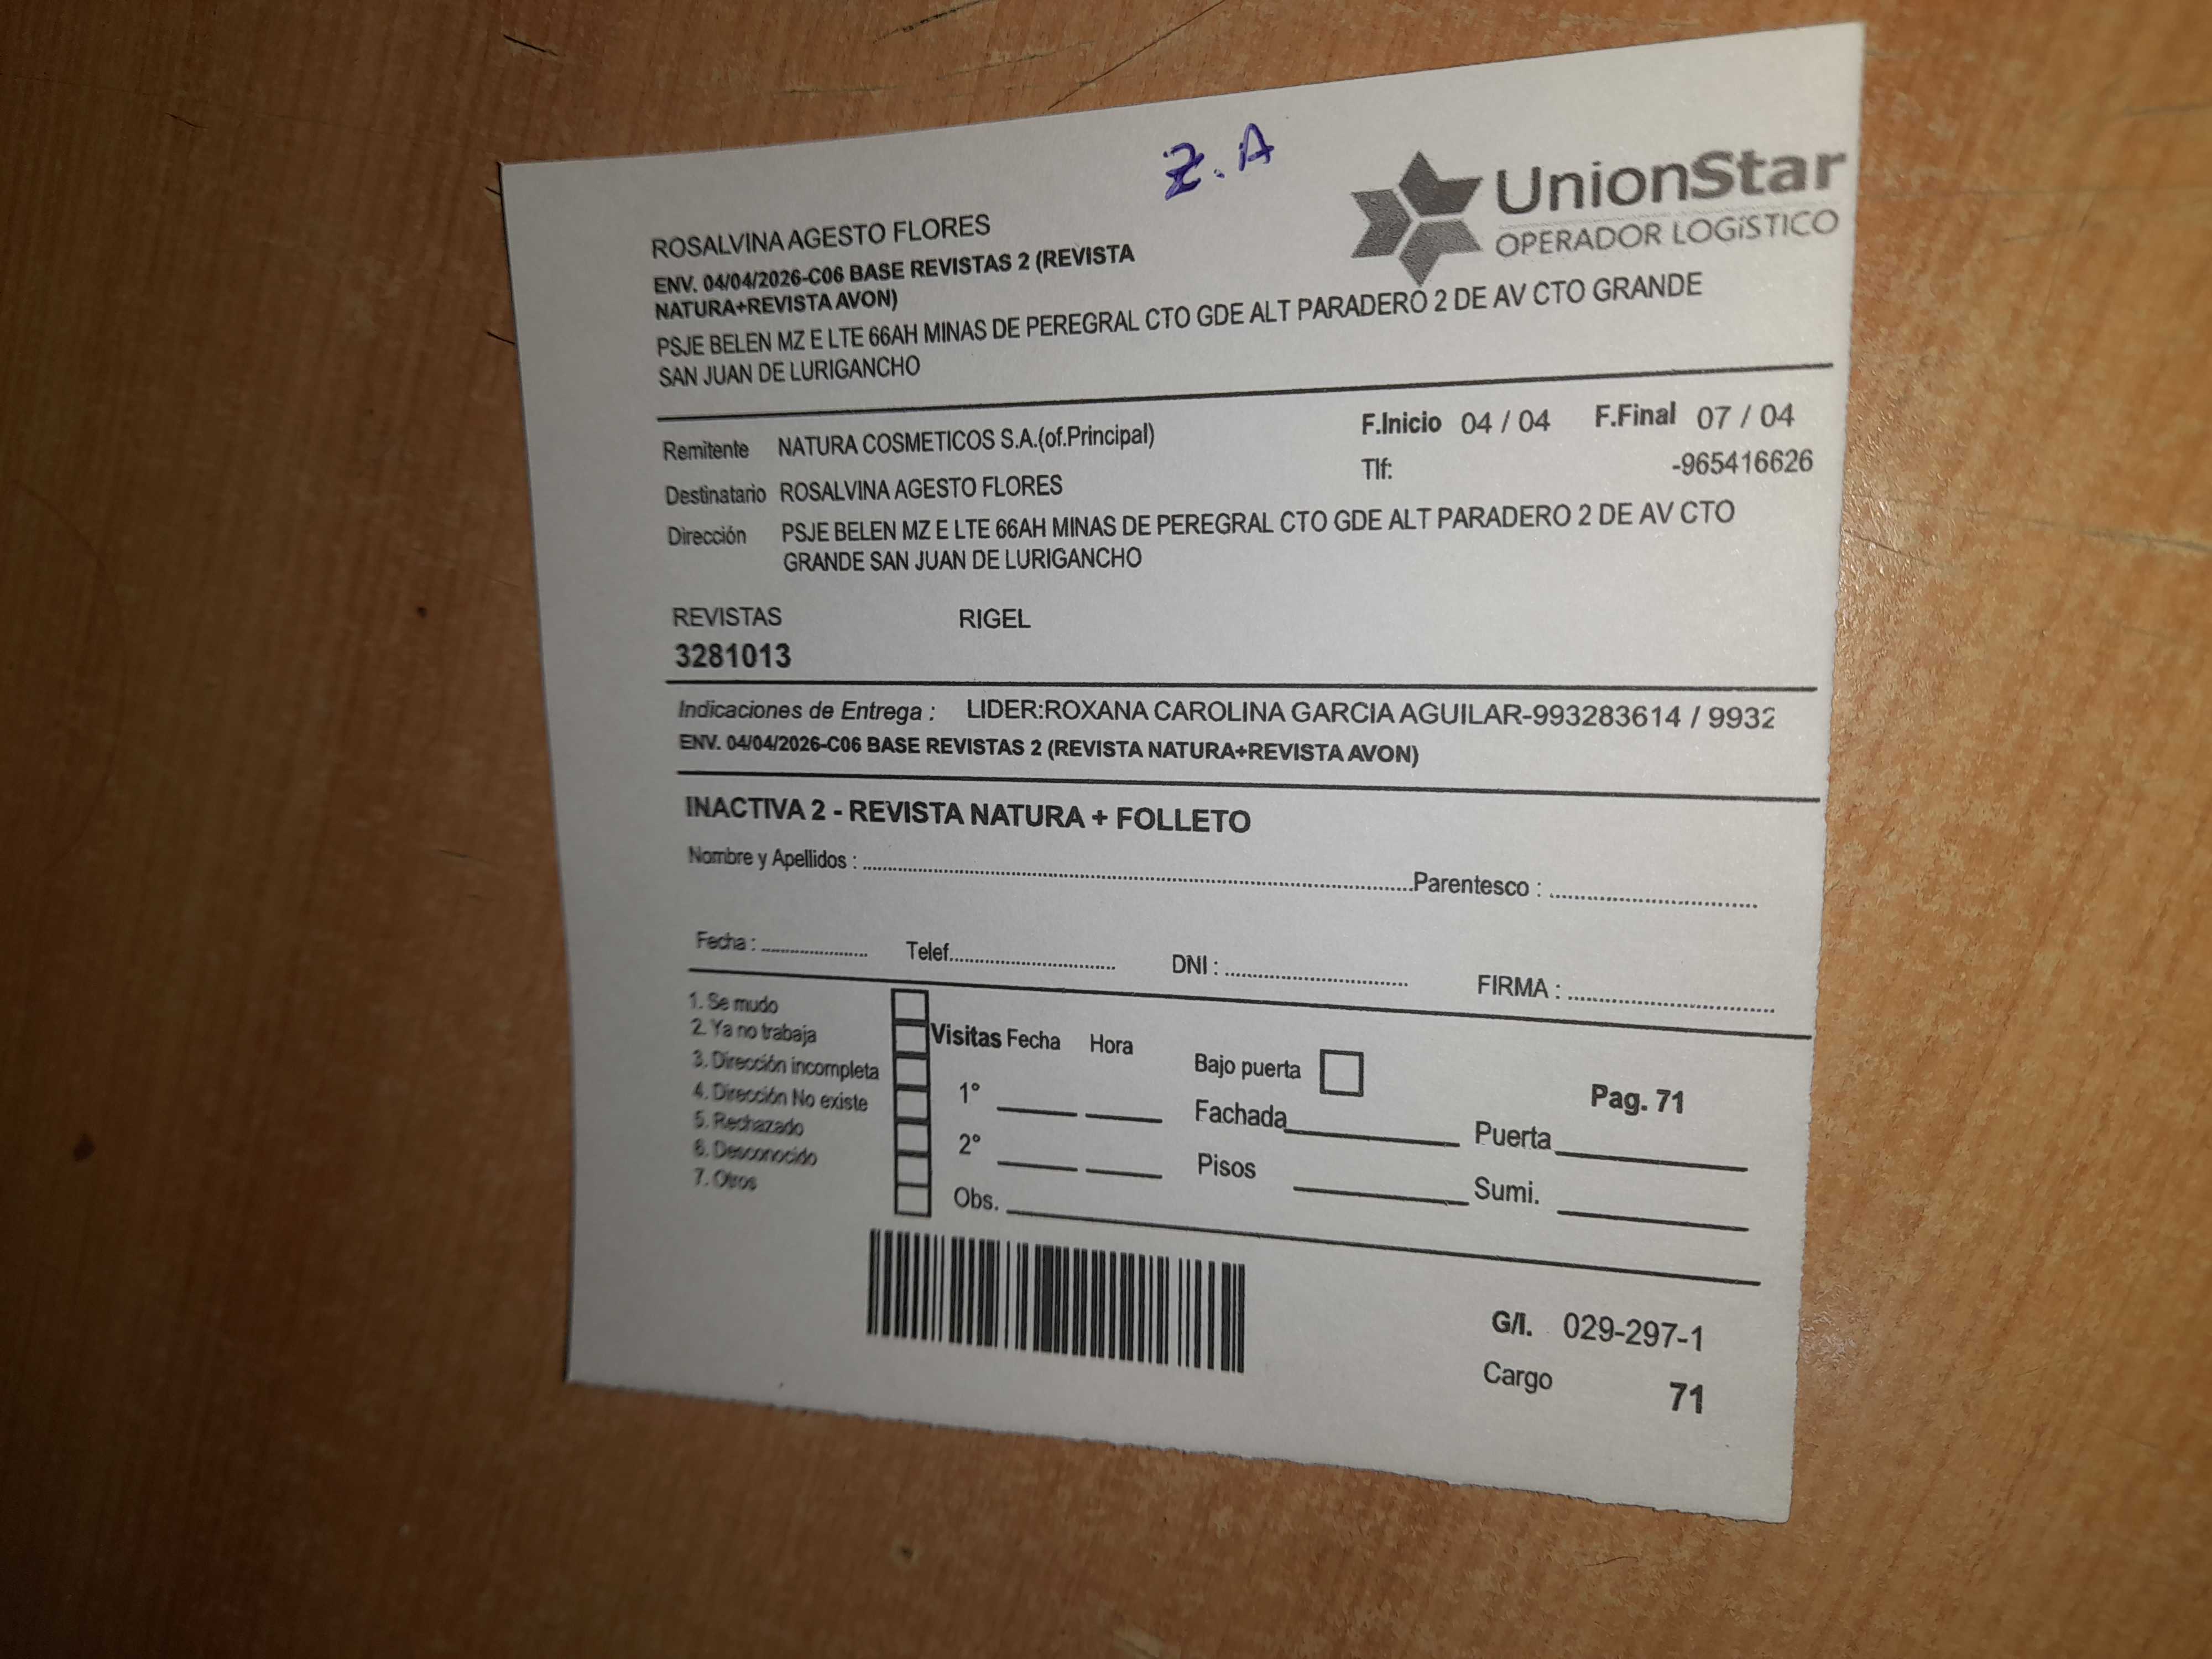 Z.A
UnionStar
OPERADOR LOGíSTICO
ROSALVINA AGESTO FLORES
ENV. 04/04/2026-C06 BASE REVISTAS 2 (REVISTA
NATURA+REVISTA AVON)
PSJE BELEN MZ E LTE 66AH MINAS DE PEREGRAL CTO GDE ALT PARADERO 2 DE AV CTO GRANDE
SAN JUAN DE LURIGANCHO
Remitente NATURA COSMETICOS S.A.(of.Principal) F.Inicio 04 / 04 F.Final 07 / 04
Destinatario ROSALVINA AGESTO FLORES Tlf: -965416626
Dirección PSJE BELEN MZ E LTE 66AH MINAS DE PEREGRAL CTO GDE ALT PARADERO 2 DE AV CTO
GRANDE SAN JUAN DE LURIGANCHO
REVISTAS RIGEL
3281013
Indicaciones de Entrega : LIDER:ROXANA CAROLINA GARCIA AGUILAR-993283614 / 9932
ENV. 04/04/2026-C06 BASE REVISTAS 2 (REVISTA NATURA+REVISTA AVON)
INACTIVA 2 - REVISTA NATURA + FOLLETO
Nombre y Apellidos : Parentesco :
Fecha : Telef. DNI : FIRMA :
1. Se mudo
2. Ya no trabaja
3. Dirección incompleta
4. Dirección No existe
5. Rechazado
6. Desconocido
7. Otros
Visitas Fecha Hora
1°
2°
Obs.
Bajo puerta
Fachada Puerta
Pisos Sumi.
Pag. 71
G/I. 029-297-1
Cargo 71